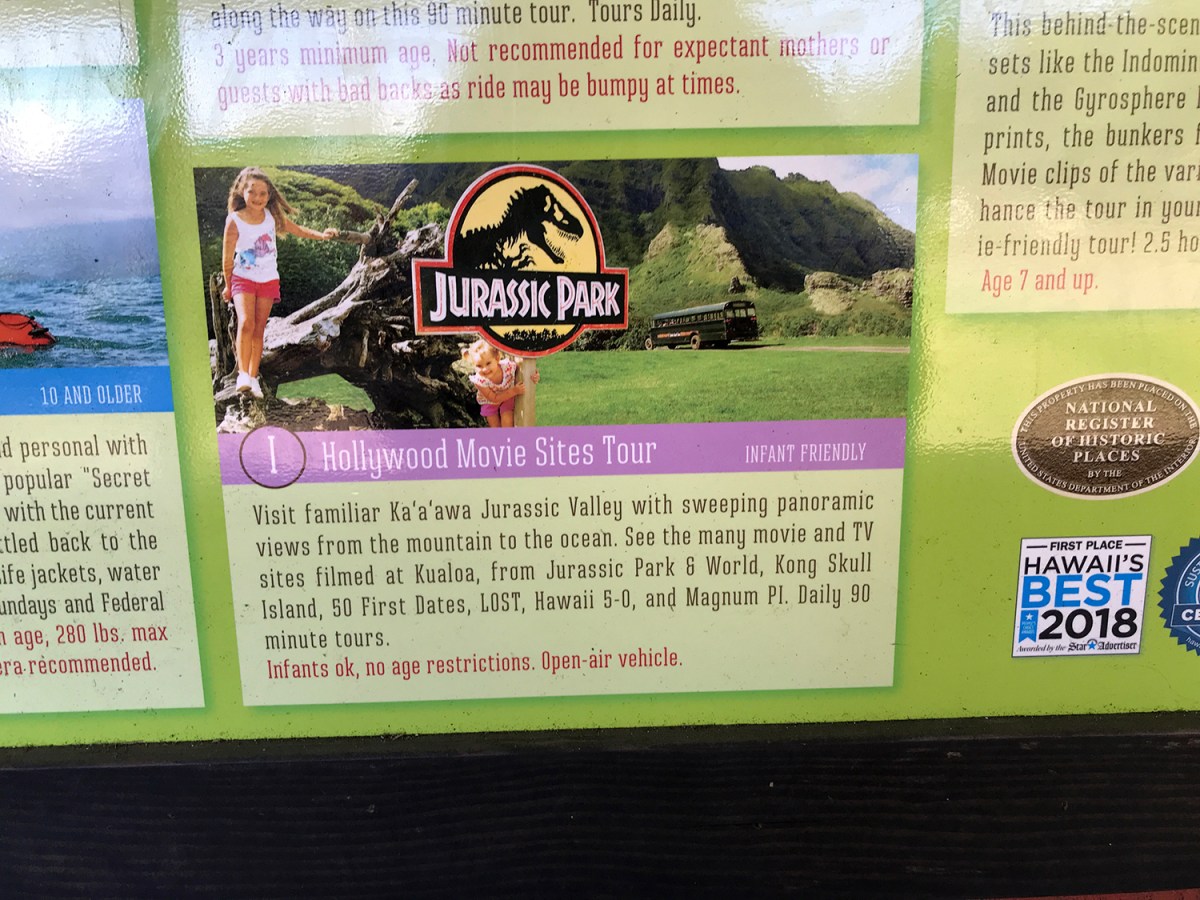 along the way on this 90 minute tour. Tours Daily.
3 years minimum age, Not recommended for expectant mothers or
guests with bad backs as ride may be bumpy at times.
JURASSIC PARK
I Hollywood Movie Sites Tour INFANT FRIENDLY
Visit familiar Ka'a'awa Jurassic Valley with sweeping panoramic
views from the mountain to the ocean. See the many movie and TV
sites filmed at Kualoa, from Jurassic Park & World, Kong Skull
Island, 50 First Dates, LOST, Hawaii 5-0, and Magnum PI. Daily 90
minute tours.
Infants ok, no age restrictions. Open-air vehicle.
10 AND OLDER
personal with
popular "Secret
with the current
back to the
life jackets, water
and Federal
age, 280 lbs. max
recommended.
This behind-the-scen
sets like the Indomin
and the Gyrosphere
prints, the bunkers
Movie clips of the vari
hance the tour in your
ie-friendly tour! 2.5 ho
Age 7 and up.
THIS PROPERTY HAS BEEN PLACED ON THE
NATIONAL
REGISTER
OF HISTORIC
PLACES
BY THE
UNITED STATES DEPARTMENT OF THE INTERI
FIRST PLACE
HAWAII'S
BEST
2018
Awarded by the Star Advertiser
SUS
CE